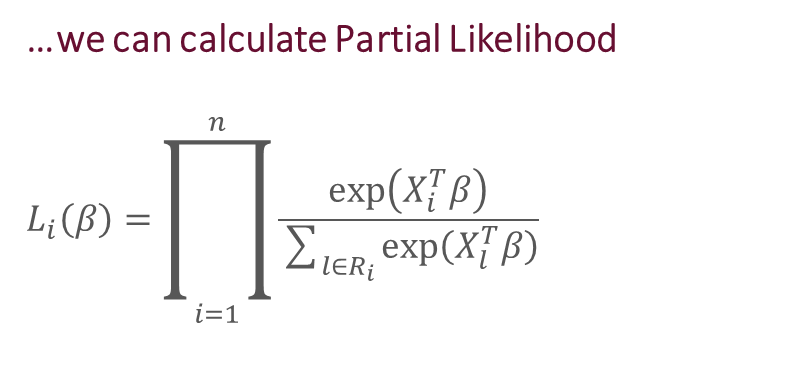 ...we can calculate Partial Likelihood
n
L_i(β) = ∏ exp(X_i^T β) / ∑_{l∈R_i} exp(X_l^T β)
i=1